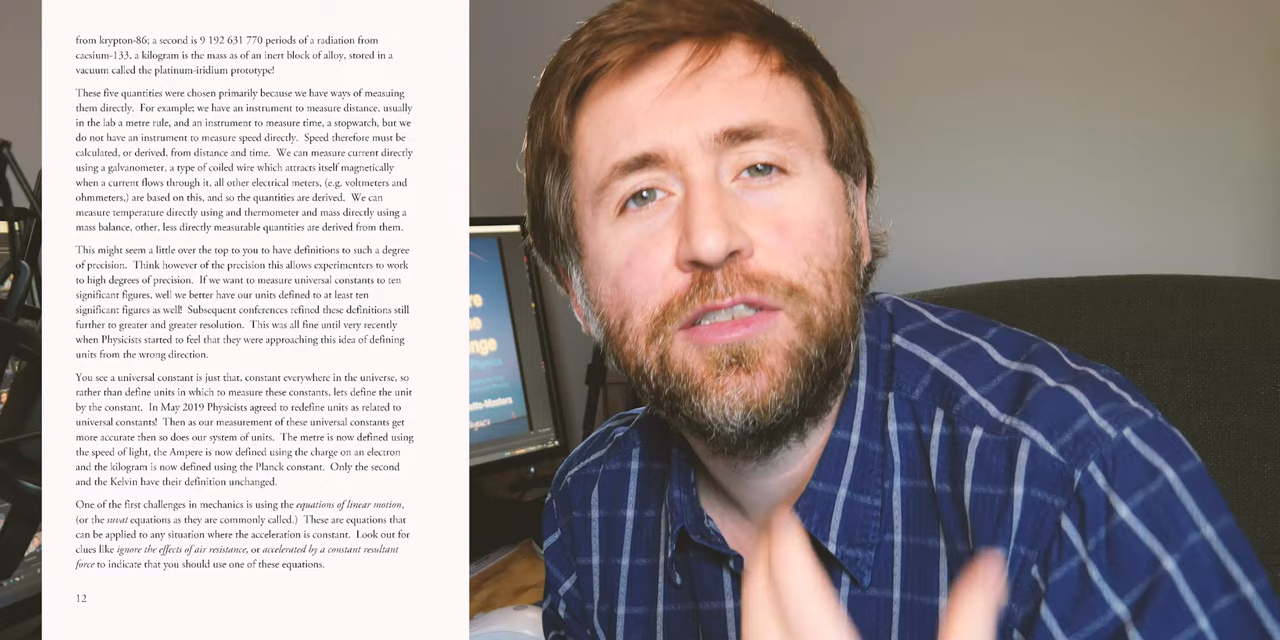 from krypton-86; a second is 9 192 631 770 periods of a radiation from
caesium-133, a kilogram is the mass as of an inert block of alloy, stored in a
vacuum called the platinum-iridium prototype!
These five quantities were chosen primarily because we have ways of measuing
them directly. For example; we have an instrument to measure distance, usually
in the lab a metre rule, and an instrument to measure time, a stopwatch, but we
do not have an instrument to measure speed directly. Speed therefore must be
calculated, or derived, from distance and time. We can measure current directly
using a galvanometer, a type of coiled wire which attracts itself magnetically
when a current flows through it, all other electrical meters, (e.g. voltmeters and
ohmmeters,) are based on this, and so the quantities are derived. We can
measure temperature directly using and thermometer and mass directly using a
mass balance, other, less directly measurable quantities are derived from them.
This might seem a little over the top to you to have definitions to such a degree
of precision. Think however of the precision this allows experimenters to work
to high degrees of precision. If we want to measure universal constants to ten
significant figures, well we better have our units defined to at least ten
significant figures as well! Subsequent conferences refined these definitions still
further to greater and greater resolution. This was all fine until very recently
when Physicists started to feel that they were approaching this idea of defining
units from the wrong direction.
You see a universal constant is just that, constant everywhere in the universe, so
rather than define units in which to measure these constants, lets define the unit
by the constant. In May 2019 Physicists agreed to redefine units as related to
universal constants! Then as our measurement of these universal constants get
more accurate then so does our system of units. The metre is now defined using
the speed of light, the Ampere is now defined using the charge on an electron
and the kilogram is now defined using the Planck constant. Only the second
and the Kelvin have their definition unchanged.
One of the first challenges in mechanics is using the equations of linear motion,
(or the suvat equations as they are commonly called.) These are equations that
can be applied to any situation where the acceleration is constant. Look out for
clues like ignore the effects of air resistance, or accelerated by a constant resultant
force to indicate that you should use one of these equations.
12